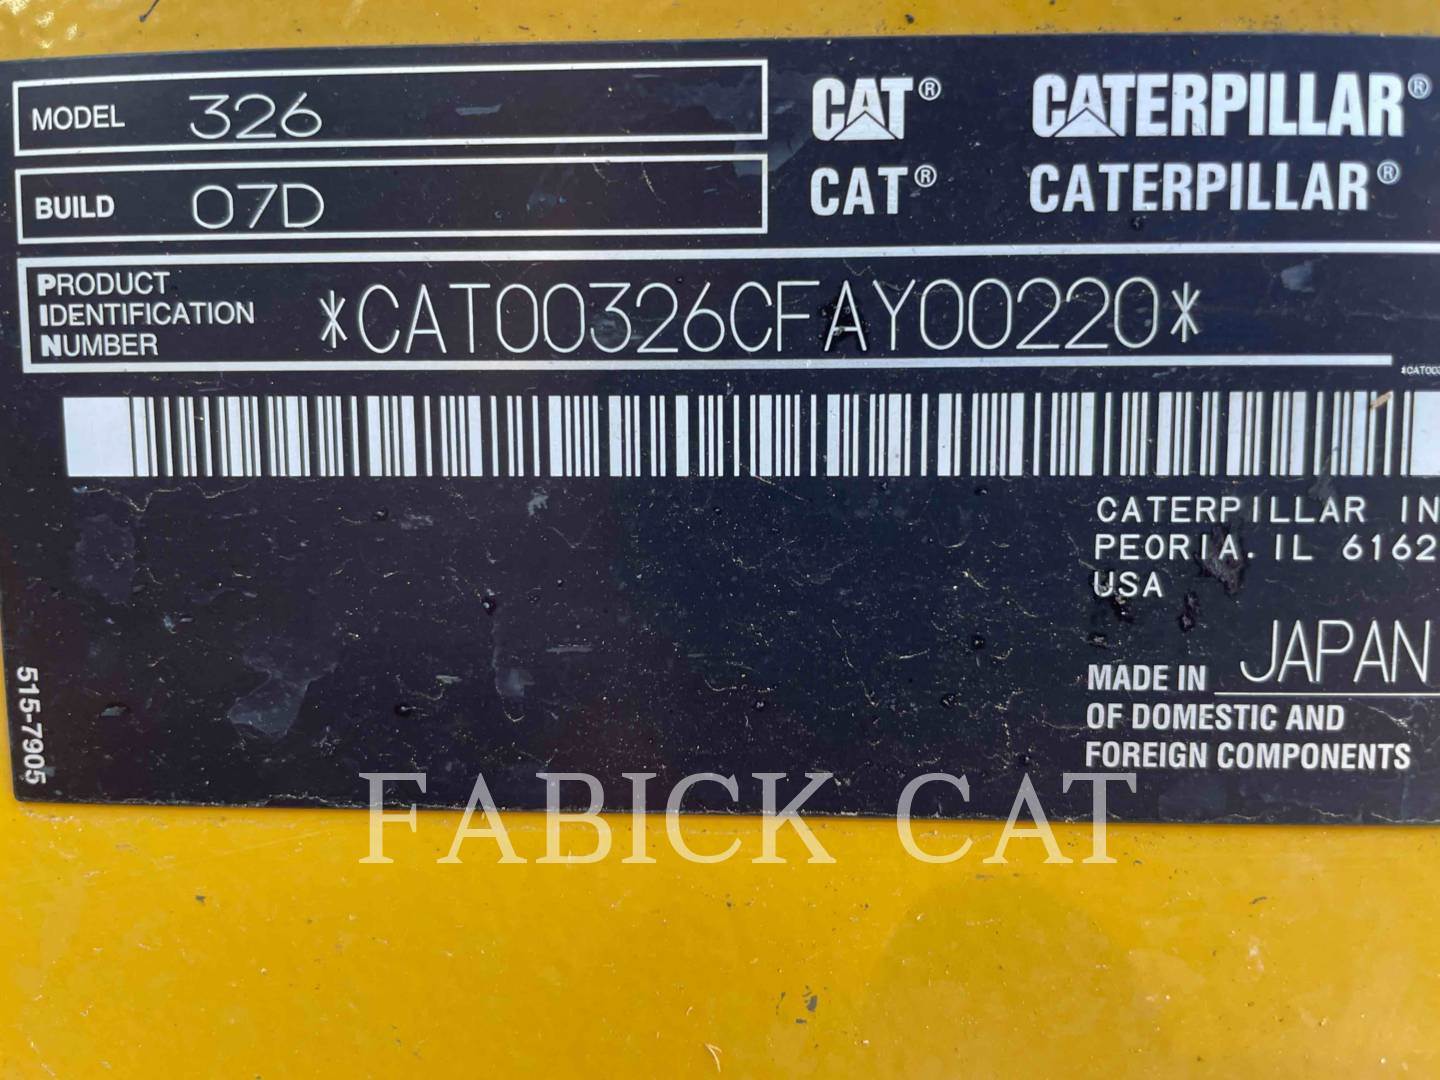 MODEL 326
BUILD 07D
CAT® CATERPILLAR®
CAT® CATERPILLAR®
PRODUCT
IDENTIFICATION
NUMBER
*CAT00326CFAY00220*
*CAT00
CATERPILLAR IN
PEORIA. IL 6162
USA
MADE IN JAPAN
OF DOMESTIC AND
FOREIGN COMPONENTS
515-7905
FABICK CAT